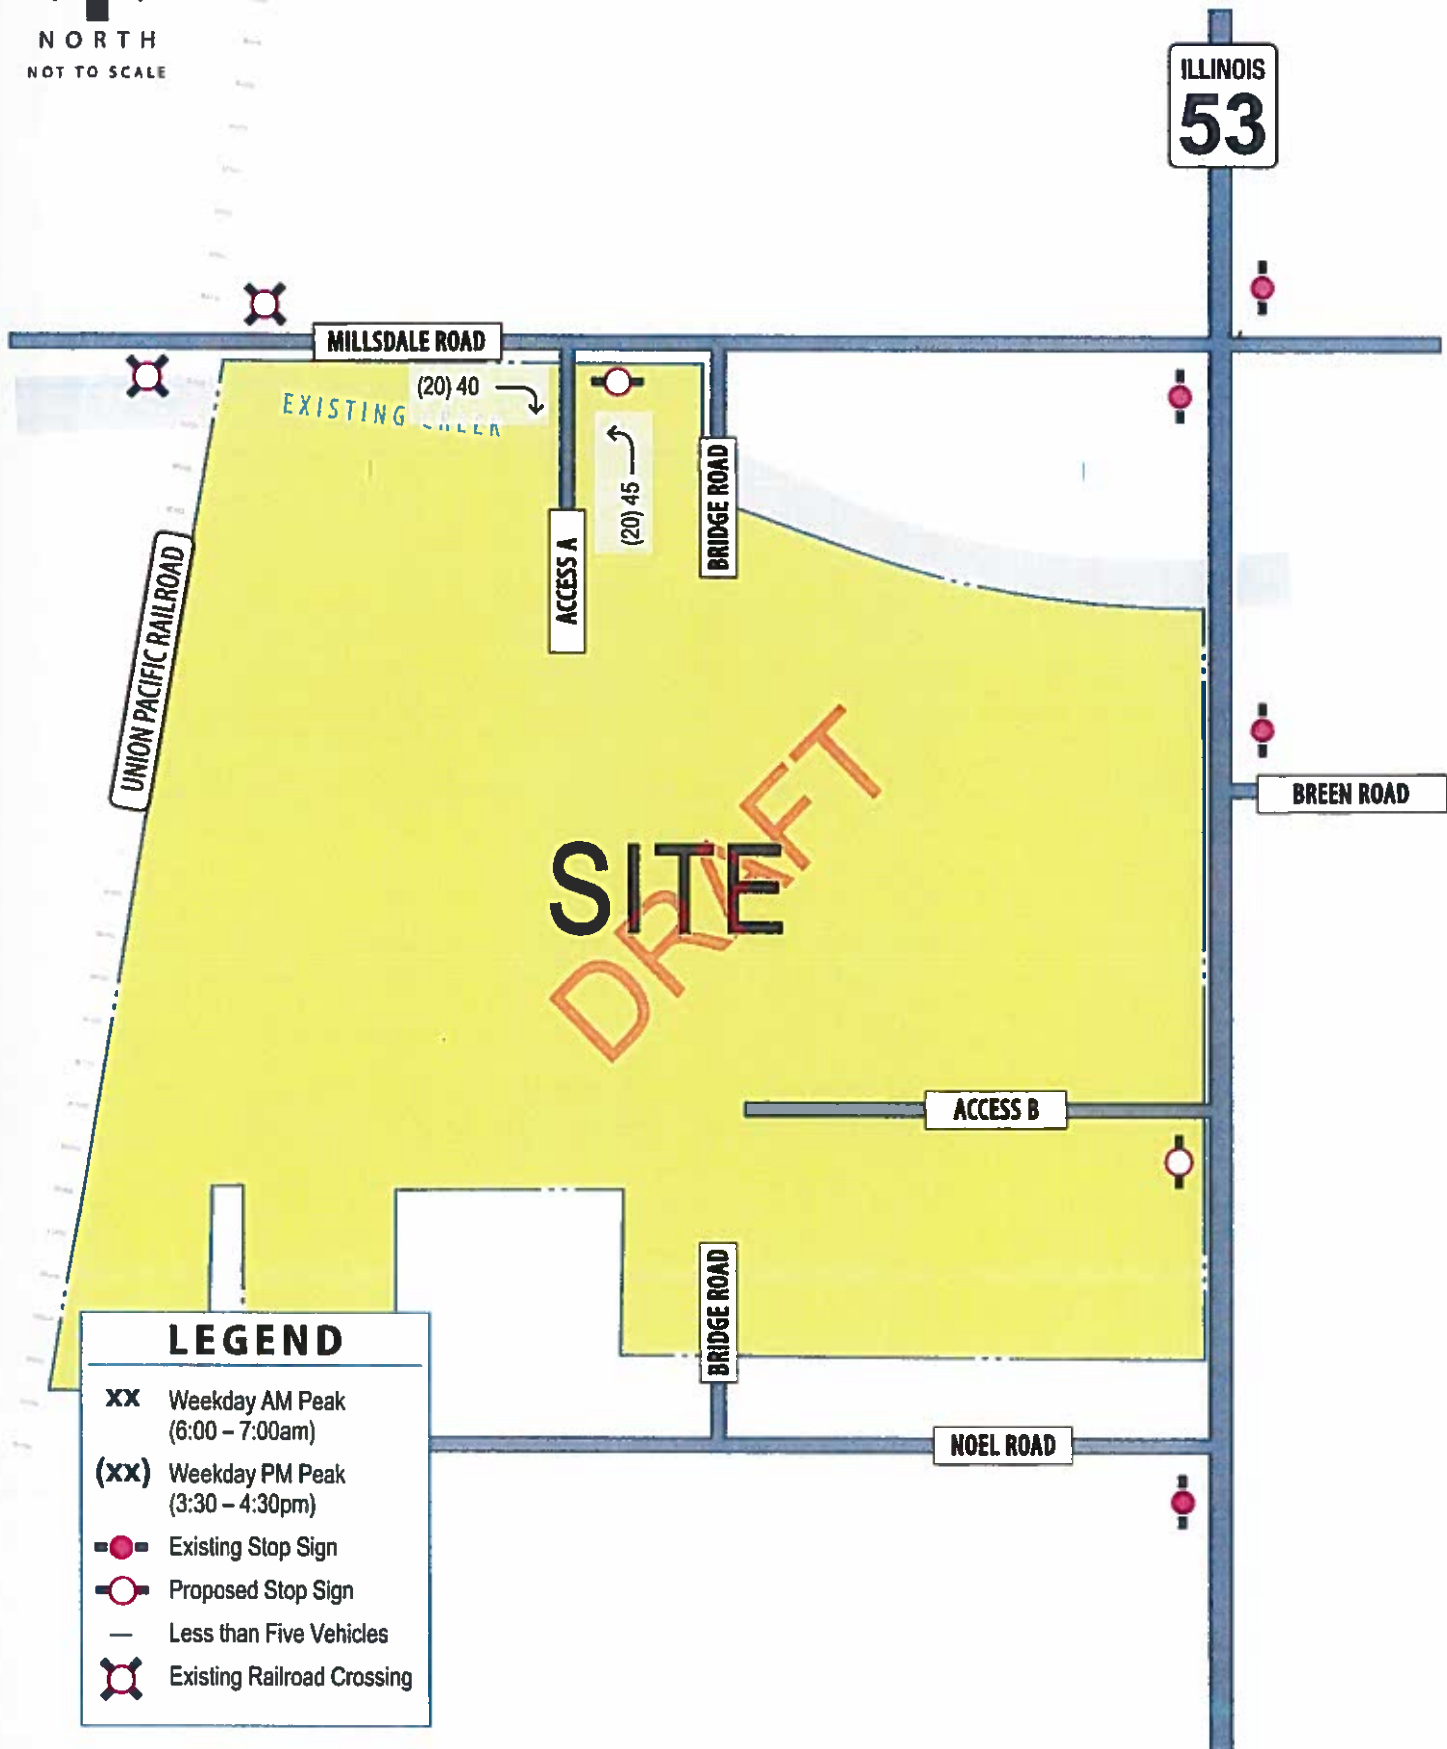 NORTH
NOT TO SCALE
ILLINOIS
53
MILLSDALE ROAD
(20) 40
EXISTING CREEK
(20) 45
BRIDGE ROAD
ACCESS A
UNION PACIFIC RAILROAD
BREEN ROAD
SITE
DRAFT
ACCESS B
BRIDGE ROAD
NOEL ROAD
LEGEND
XX Weekday AM Peak
(6:00 – 7:00am)
(XX) Weekday PM Peak
(3:30 – 4:30pm)
Existing Stop Sign
Proposed Stop Sign
— Less than Five Vehicles
Existing Railroad Crossing